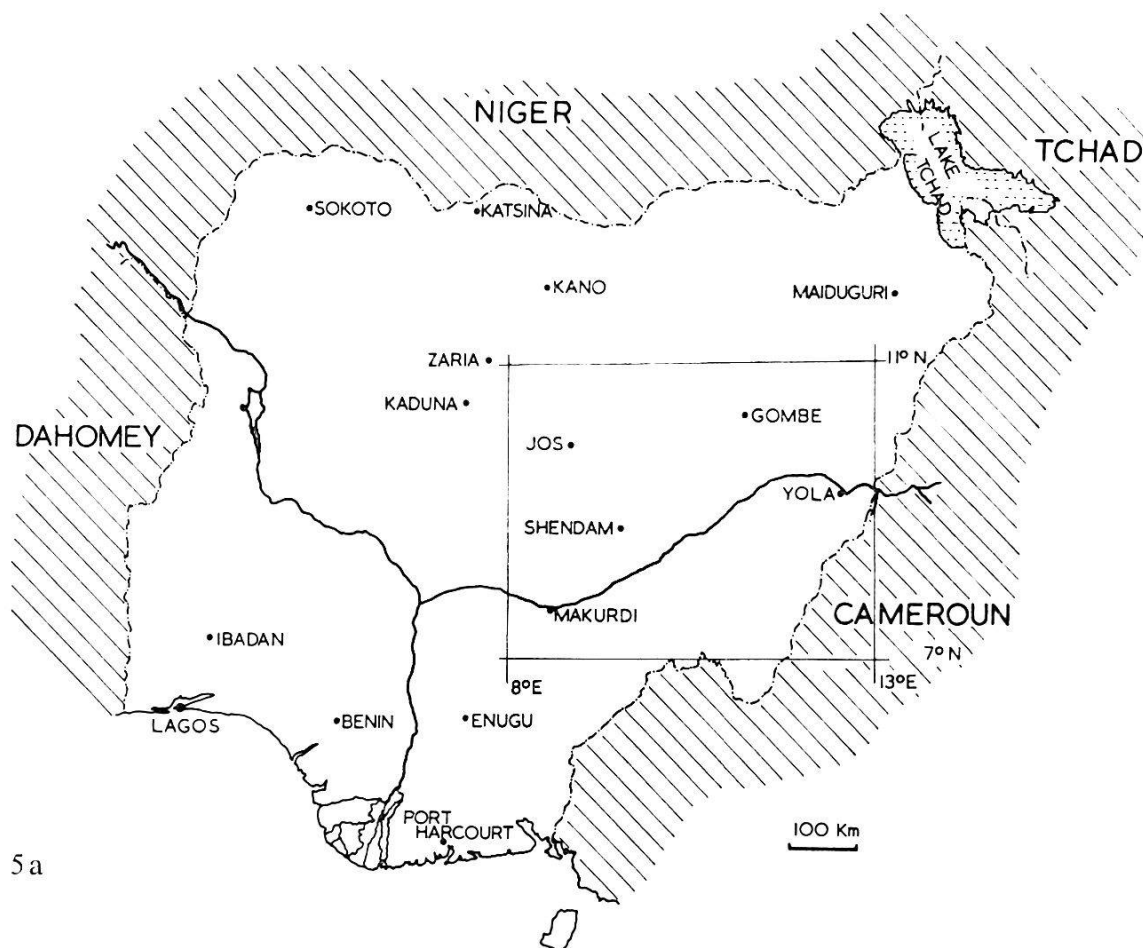 NIGER
TCHAD
LAKE
TCHAD
SOKOTO
KATSINA
KANO
MAIDUGURI
ZARIA
11° N
KADUNA
GOMBE
DAHOMEY
JOS
YOLA
SHENDAM
CAMEROUN
MAKURDI
IBADAN
7° N
8°E
13°E
LAGOS
BENIN
ENUGU
PORT
HARCOURT
100 Km
5a